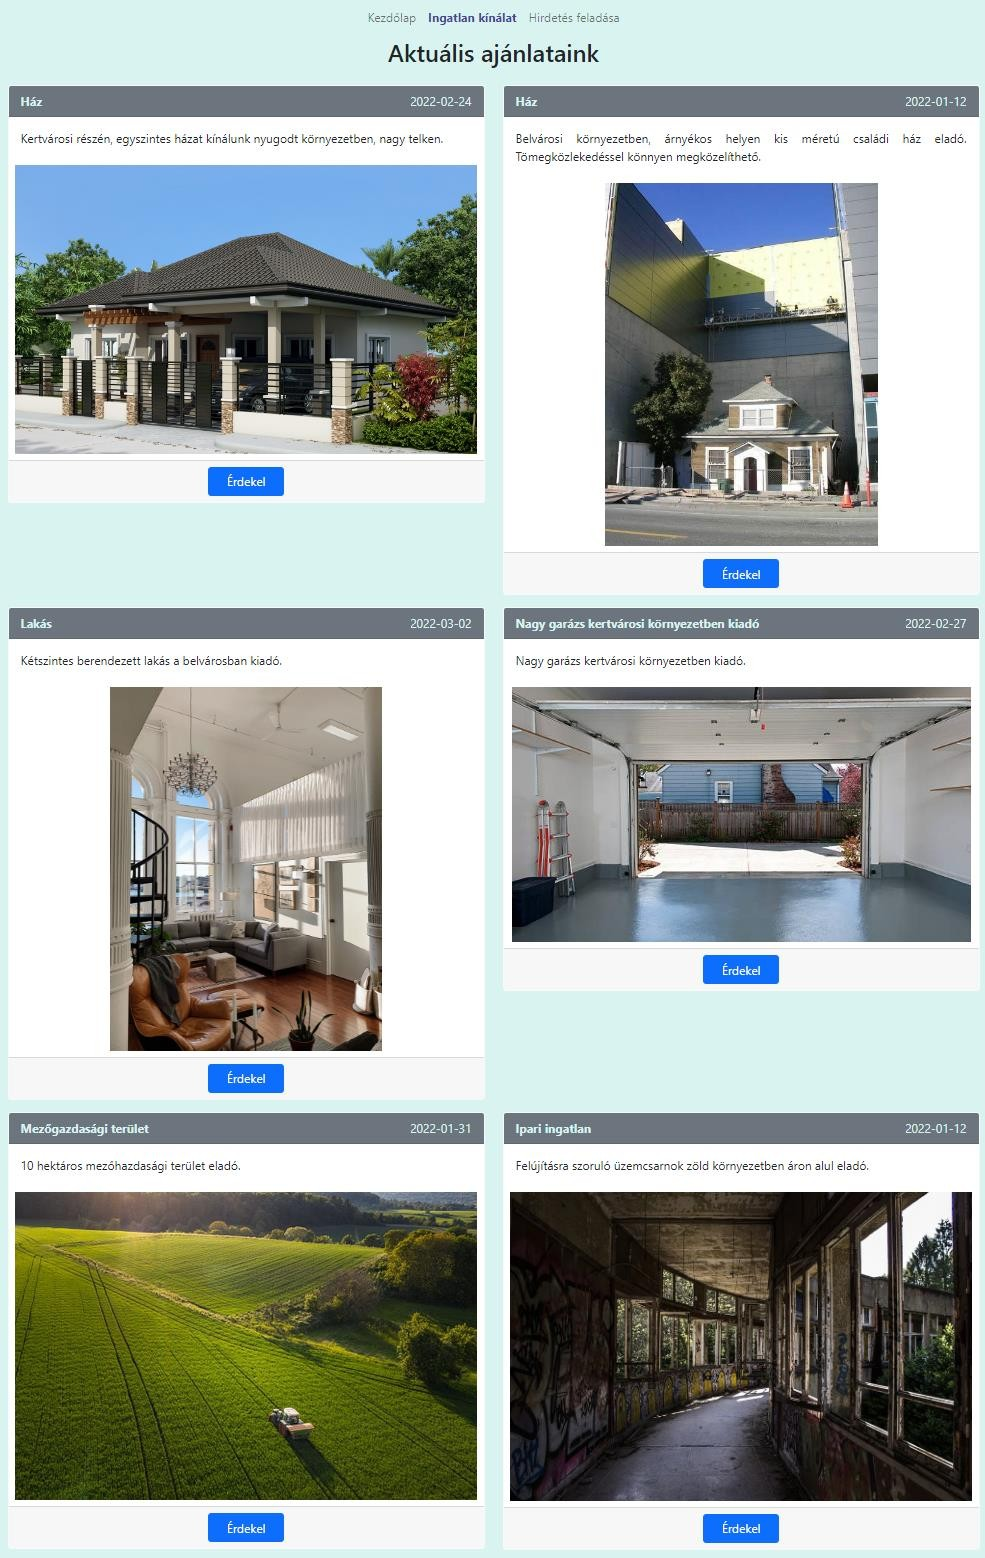 Kezdőlap Ingatlan kínálat Hirdetés feladása
Aktuális ajánlataink
Ház 2022-02-24
Kertvárosi részén, egyszintes házat kínálunk nyugodt környezetben, nagy telken.
Érdekel
Ház 2022-01-12
Belvárosi környezetben, árnyékos helyen kis méretú családi ház eladó.
Tömegközlekedéssel könnyen megközelíthető.
Érdekel
Lakás 2022-03-02
Kétszintes berendezett lakás a belvárosban kiadó.
Érdekel
Nagy garázs kertvárosi környezetben kiadó 2022-02-27
Nagy garázs kertvárosi környezetben kiadó.
Érdekel
Mezőgazdasági terület 2022-01-31
10 hektáros mezóhazdasági terület eladó.
Érdekel
Ipari ingatlan 2022-01-12
Felújításra szoruló üzemcsarnok zöld környezetben áron alul eladó.
Érdekel